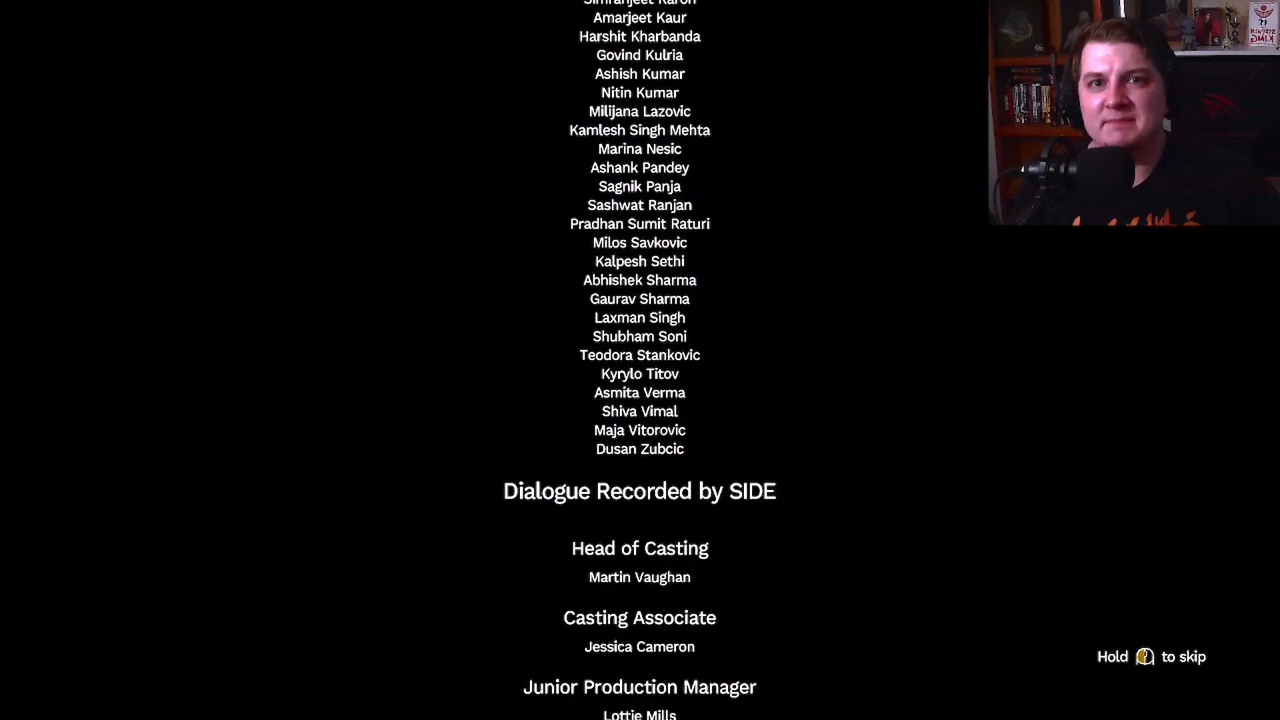 Simranjeet Karon
Amarjeet Kaur
Harshit Kharbanda
Govind Kulria
Ashish Kumar
Nitin Kumar
Milijana Lazovic
Kamlesh Singh Mehta
Marina Nesic
Ashank Pandey
Sagnik Panja
Sashwat Ranjan
Pradhan Sumit Raturi
Milos Savkovic
Kalpesh Sethi
Abhishek Sharma
Gaurav Sharma
Laxman Singh
Shubham Soni
Teodora Stankovic
Kyrylo Titov
Asmita Verma
Shiva Vimal
Maja Vitorovic
Dusan Zubcic
Dialogue Recorded by SIDE
Head of Casting
Martin Vaughan
Casting Associate
Jessica Cameron
Junior Production Manager
Lottie Mills
Hold to skip